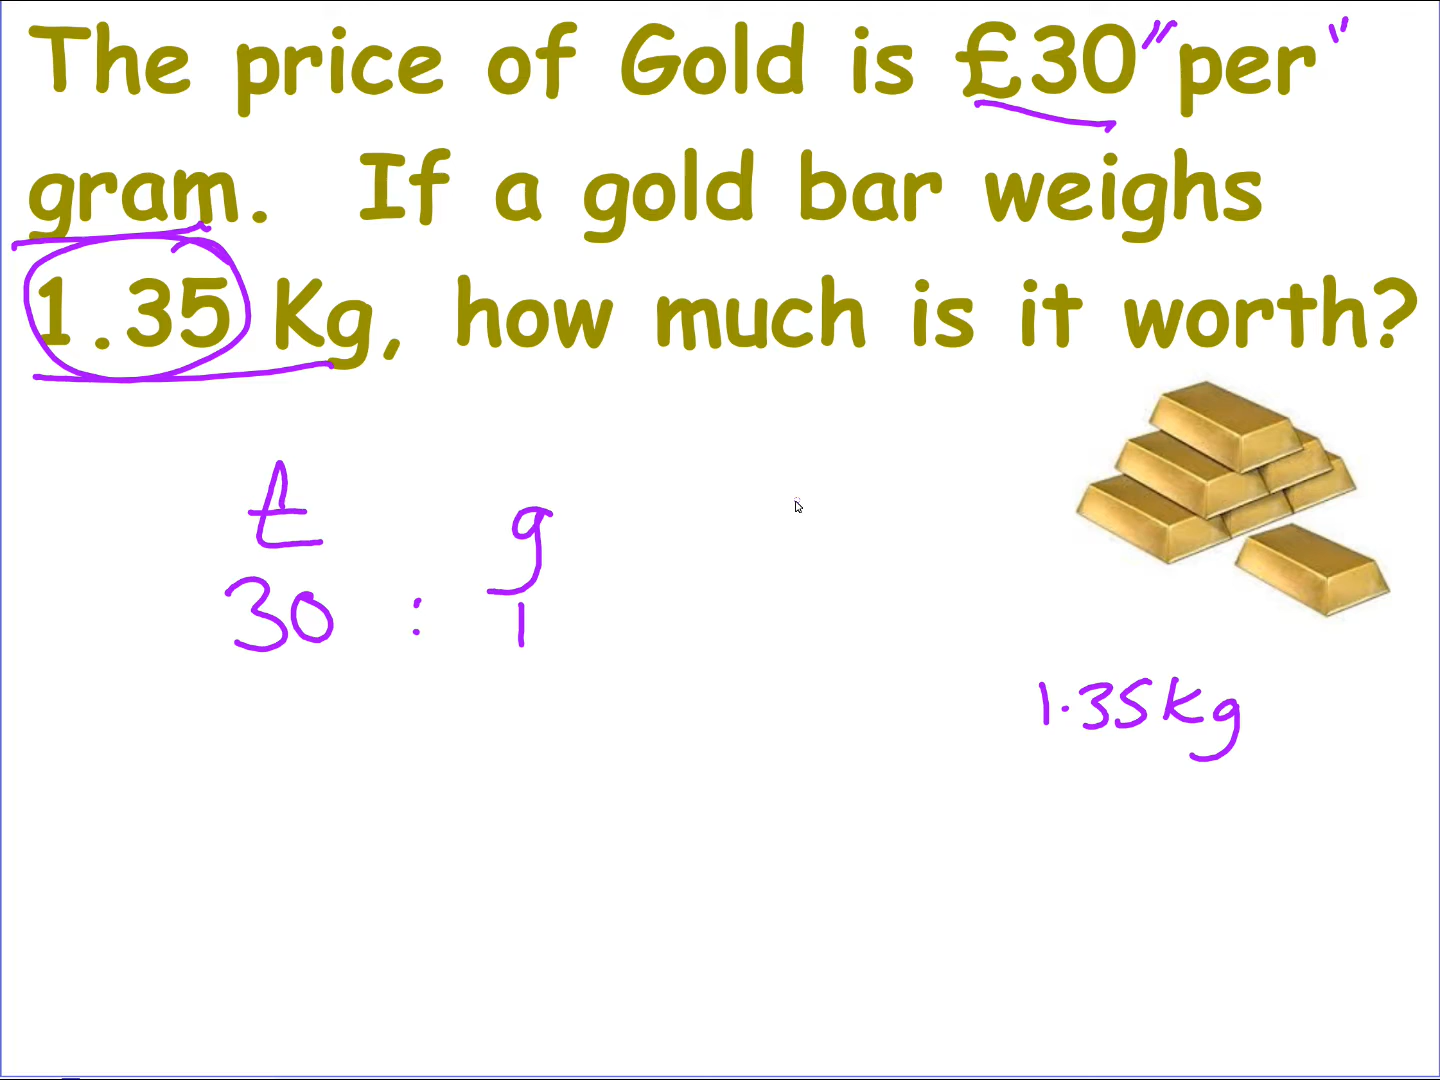 The price of Gold is £30 per
gram. If a gold bar weighs
1.35 Kg, how much is it worth?
£ g
30 : 1
1.35kg